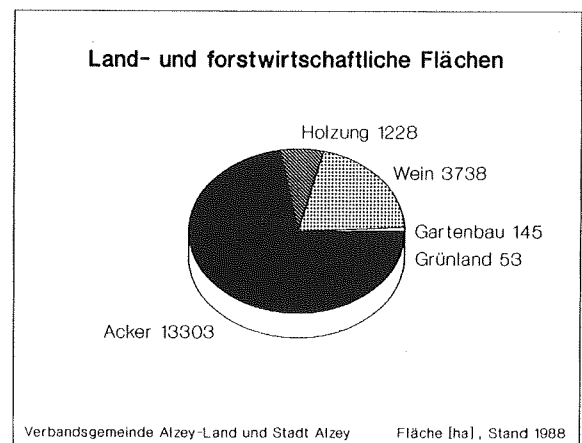 Land- und forstwirtschaftliche Flächen
Holzung 1228
Wein 3738
Gartenbau 145
Grünland 53
Acker 13303
Verbandsgemeinde Alzey-Land und Stadt Alzey Fläche [ha], Stand 1988